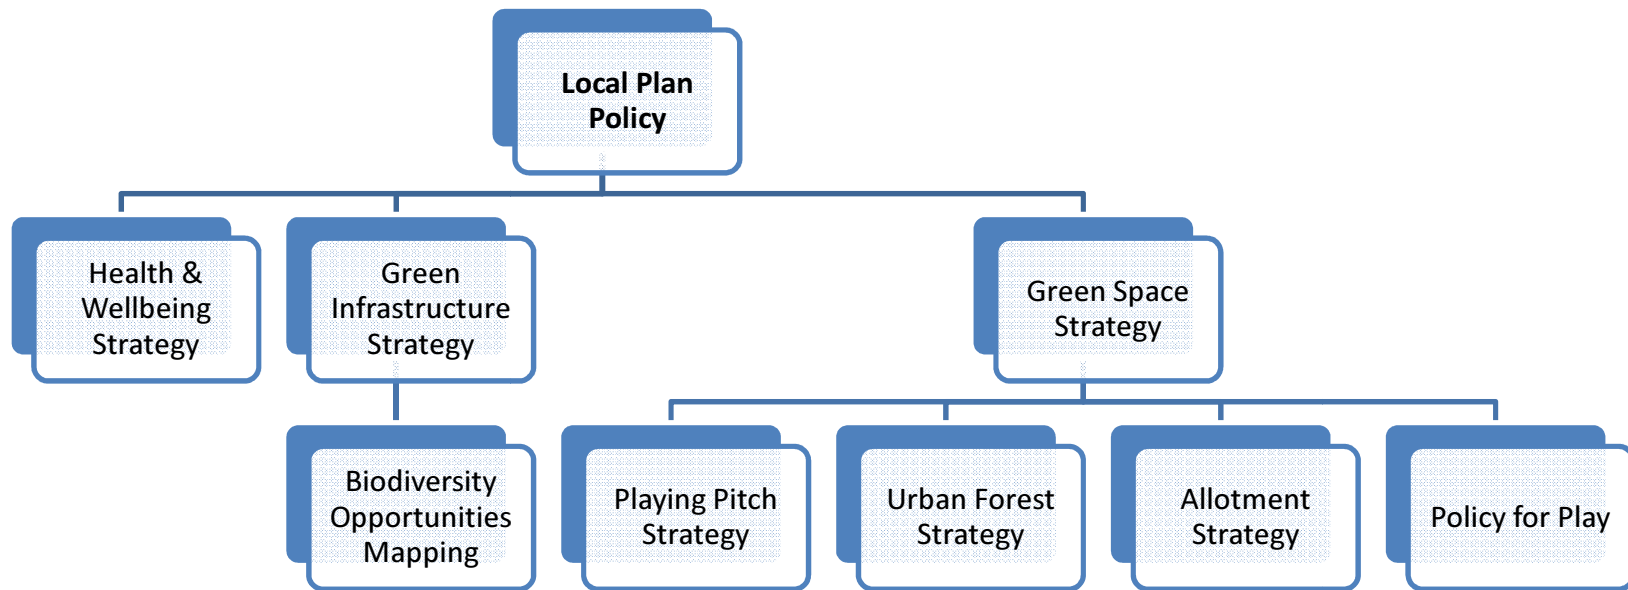 Local Plan
Policy
Health &
Wellbeing
Strategy
Green
Infrastructure
Strategy
Green Space
Strategy
Biodiversity
Opportunities
Mapping
Playing Pitch
Strategy
Urban Forest
Strategy
Allotment
Strategy
Policy for Play